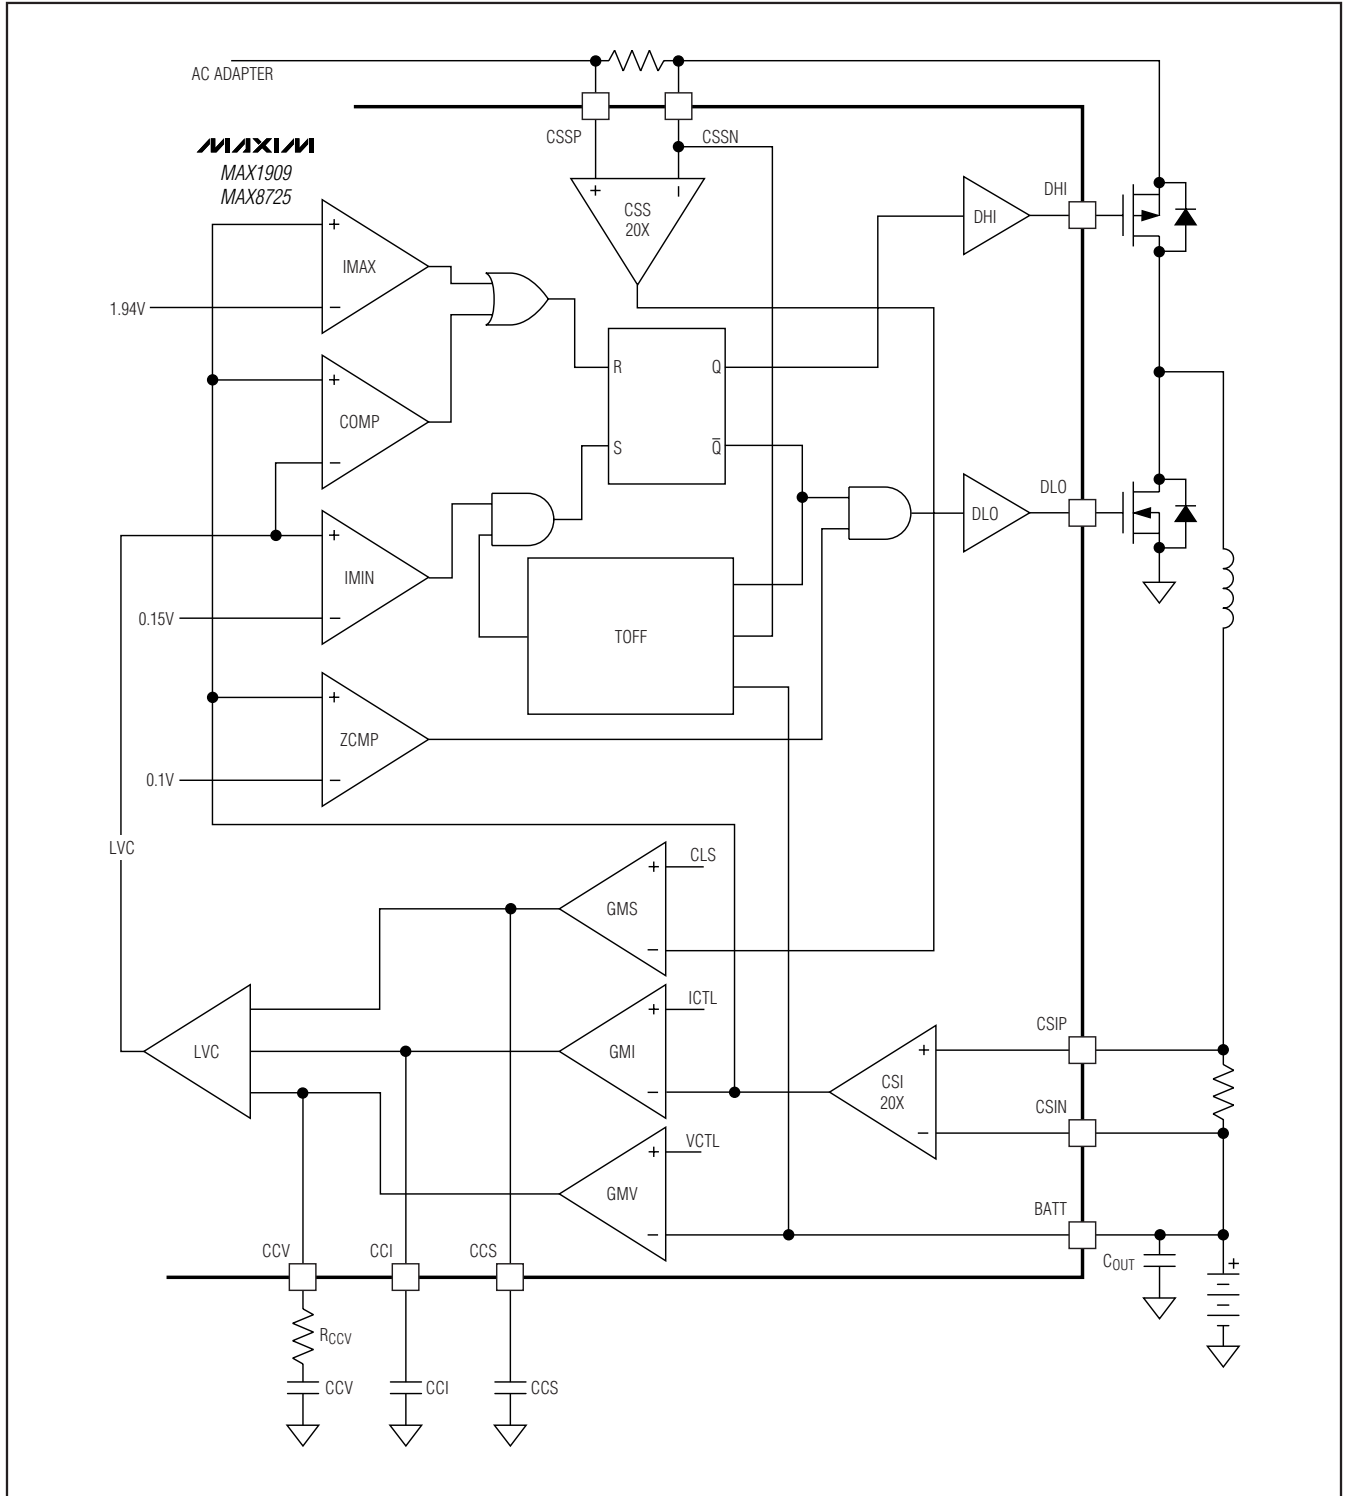 AC ADAPTER
CSSP
CSSN
MAXIM
MAX1909
MAX8725
+
−
CSS
20X
DHI
DHI
+
IMAX
−
1.94V
R
Q
+
COMP
−
S
Q̅
DLO
DLO
+
IMIN
−
0.15V
TOFF
+
ZCMP
−
0.1V
LVC
+
CLS
GMS
−
+
ICTL
GMI
−
LVC
CSIP
+
CSI
20X
−
CSIN
+
VCTL
GMV
−
BATT
CCV
CCI
CCS
COUT
+
RCCV
CCV
CCI
CCS